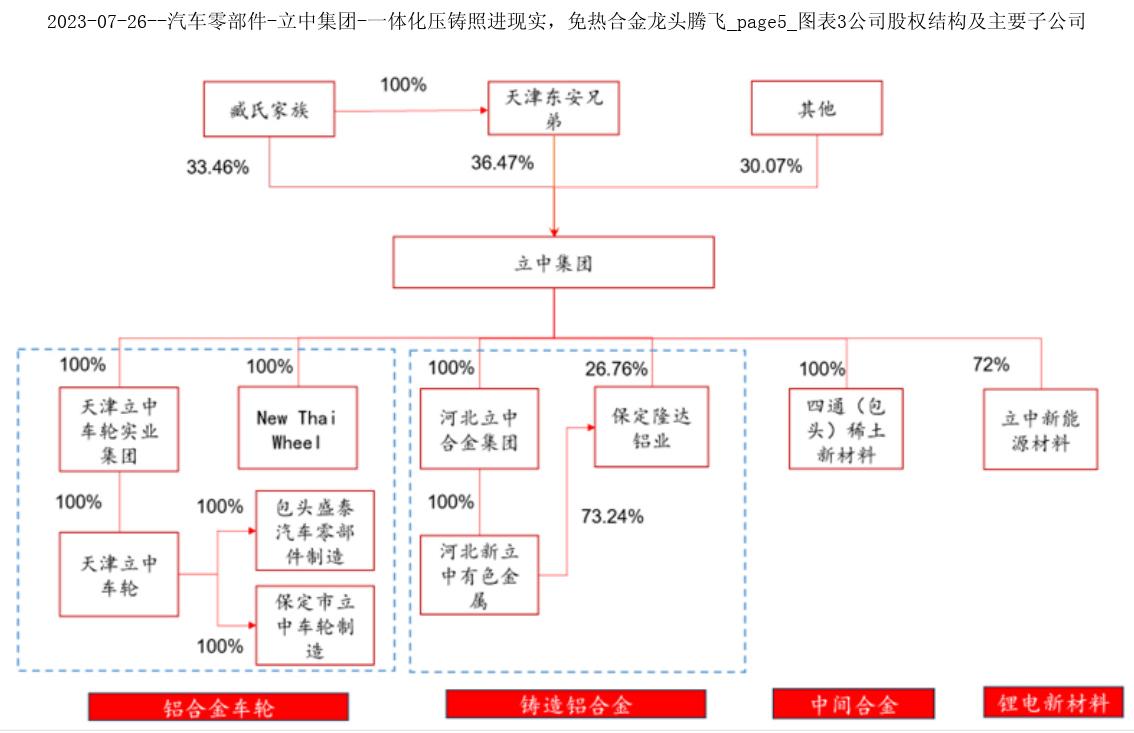 2023-07-26--汽车零部件-立中集团-一体化压铸照进现实，免热合金龙头腾飞_page5_图表3公司股权结构及主要子公司
臧氏家族
100%
天津东安兄
弟
其他
33.46%
36.47%
30.07%
立中集团
100%
100%
100%
26.76%
100%
72%
天津立中
车轮实业
集团
New Thai
Wheel
河北立中
合金集团
保定隆达
铝业
四通（包
头）稀土
新材料
立中新能
源材料
100%
100%
包头盛泰
汽车零部
件制造
100%
73.24%
天津立中
车轮
河北新立
中有色金
属
保定市立
中车轮制
造
100%
铝合金车轮
铸造铝合金
中间合金
锂电新材料